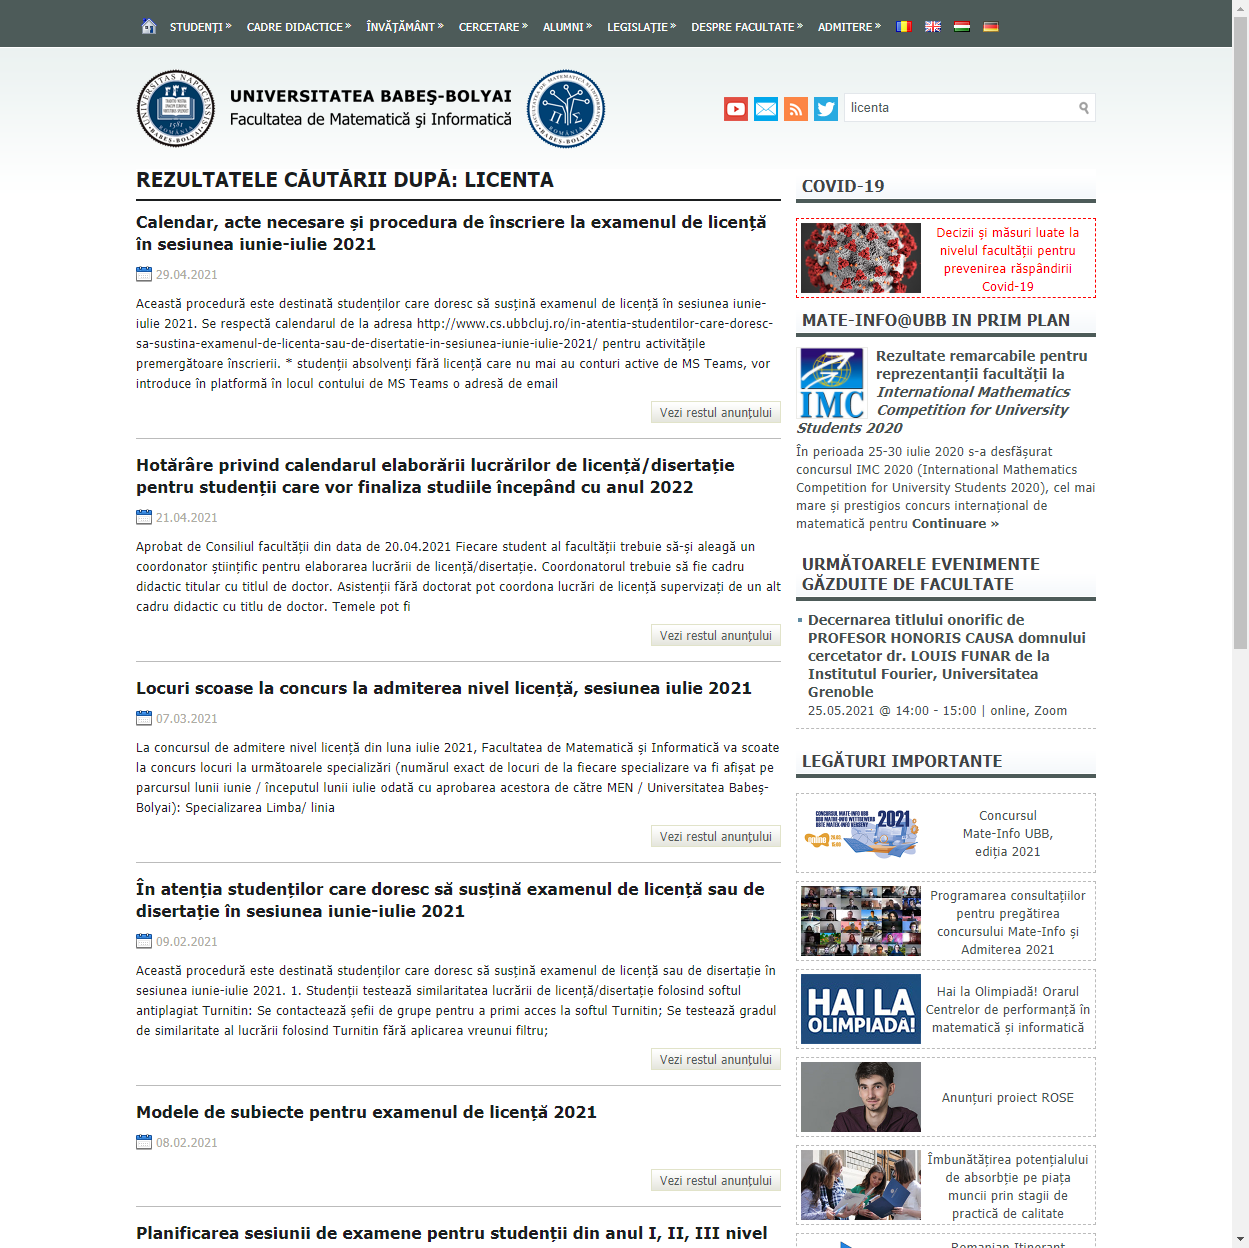 STUDENȚI »
CADRE DIDACTICE »
ÎNVĂȚĂMÂNT »
CERCETARE »
ALUMNI »
LEGISLAȚIE »
DESPRE FACULTATE »
ADMITERE »
UNIVERSITATEA BABEŞ-BOLYAI
Facultatea de Matematică şi Informatică
licenta
REZULTATELE CĂUTĂRII DUPĂ: LICENTA
Calendar, acte necesare și procedura de înscriere la examenul de licență
în sesiunea iunie-iulie 2021
29.04.2021
Această procedură este destinată studenților care doresc să susțină examenul de licență în sesiunea iunie-
iulie 2021. Se respectă calendarul de la adresa http://www.cs.ubbcluj.ro/in-atentia-studentilor-care-doresc-
sa-sustina-examenul-de-licenta-sau-de-disertatie-in-sesiunea-iunie-iulie-2021/ pentru activitățile
premergătoare înscrierii. * studenții absolvenți fără licență care nu mai au conturi active de MS Teams, vor
introduce în platformă în locul contului de MS Teams o adresă de email
Vezi restul anunțului
Hotărâre privind calendarul elaborării lucrărilor de licență/disertație
pentru studenții care vor finaliza studiile începând cu anul 2022
21.04.2021
Aprobat de Consiliul facultății din data de 20.04.2021 Fiecare student al facultății trebuie să-și aleagă un
coordonator științific pentru elaborarea lucrării de licență/disertație. Coordonatorul trebuie să fie cadru
didactic titular cu titlul de doctor. Asistenții fără doctorat pot coordona lucrări de licență supervizați de un alt
cadru didactic cu titlu de doctor. Temele pot fi
Vezi restul anunțului
Locuri scoase la concurs la admiterea nivel licență, sesiunea iulie 2021
07.03.2021
La concursul de admitere nivel licență din luna iulie 2021, Facultatea de Matematică și Informatică va scoate
la concurs locuri la următoarele specializări (numărul exact de locuri de la fiecare specializare va fi afișat pe
parcursul lunii iunie / începutul lunii iulie odată cu aprobarea acestora de către MEN / Universitatea Babeș-
Bolyai): Specializarea Limba/ linia
Vezi restul anunțului
În atenția studenților care doresc să susțină examenul de licență sau de
disertație în sesiunea iunie-iulie 2021
09.02.2021
Această procedură este destinată studenților care doresc să susțină examenul de licență sau de disertație în
sesiunea iunie-iulie 2021. 1. Studenții testează similaritatea lucrării de licență/disertație folosind softul
antiplagiat Turnitin: Se contactează șefii de grupe pentru a primi acces la softul Turnitin; Se testează gradul
de similaritate al lucrării folosind Turnitin fără aplicarea vreunui filtru;
Vezi restul anunțului
Modele de subiecte pentru examenul de licență 2021
08.02.2021
Vezi restul anunțului
Planificarea sesiunii de examene pentru studenții din anul I, II, III nivel
COVID-19
Decizii și măsuri luate la
nivelul facultății pentru
prevenirea răspândirii
Covid-19
MATE-INFO@UBB IN PRIM PLAN
IMC
Rezultate remarcabile pentru
reprezentanții facultății la
International Mathematics
Competition for University
Students 2020
În perioada 25-30 iulie 2020 s-a desfășurat
concursul IMC 2020 (International Mathematics
Competition for University Students 2020), cel mai
mare și prestigios concurs internațional de
matematică pentru Continuare »
URMĂTOARELE EVENIMENTE
GĂZDUITE DE FACULTATE
Decernarea titlului onorific de
PROFESOR HONORIS CAUSA domnului
cercetator dr. LOUIS FUNAR de la
Institutul Fourier, Universitatea
Grenoble
25.05.2021 @ 14:00 - 15:00 | online, Zoom
LEGĂTURI IMPORTANTE
2021
Concursul
Mate-Info UBB,
ediția 2021
Programarea consultațiilor
pentru pregătirea
concursului Mate-Info și
Admiterea 2021
HAI LA
OLIMPIADĂ!
Hai la Olimpiadă! Orarul
Centrelor de performanță în
matematică și informatică
Anunțuri proiect ROSE
Îmbunătățirea potențialului
de absorbție pe piața
muncii prin stagii de
practică de calitate
Romanian Itinerant